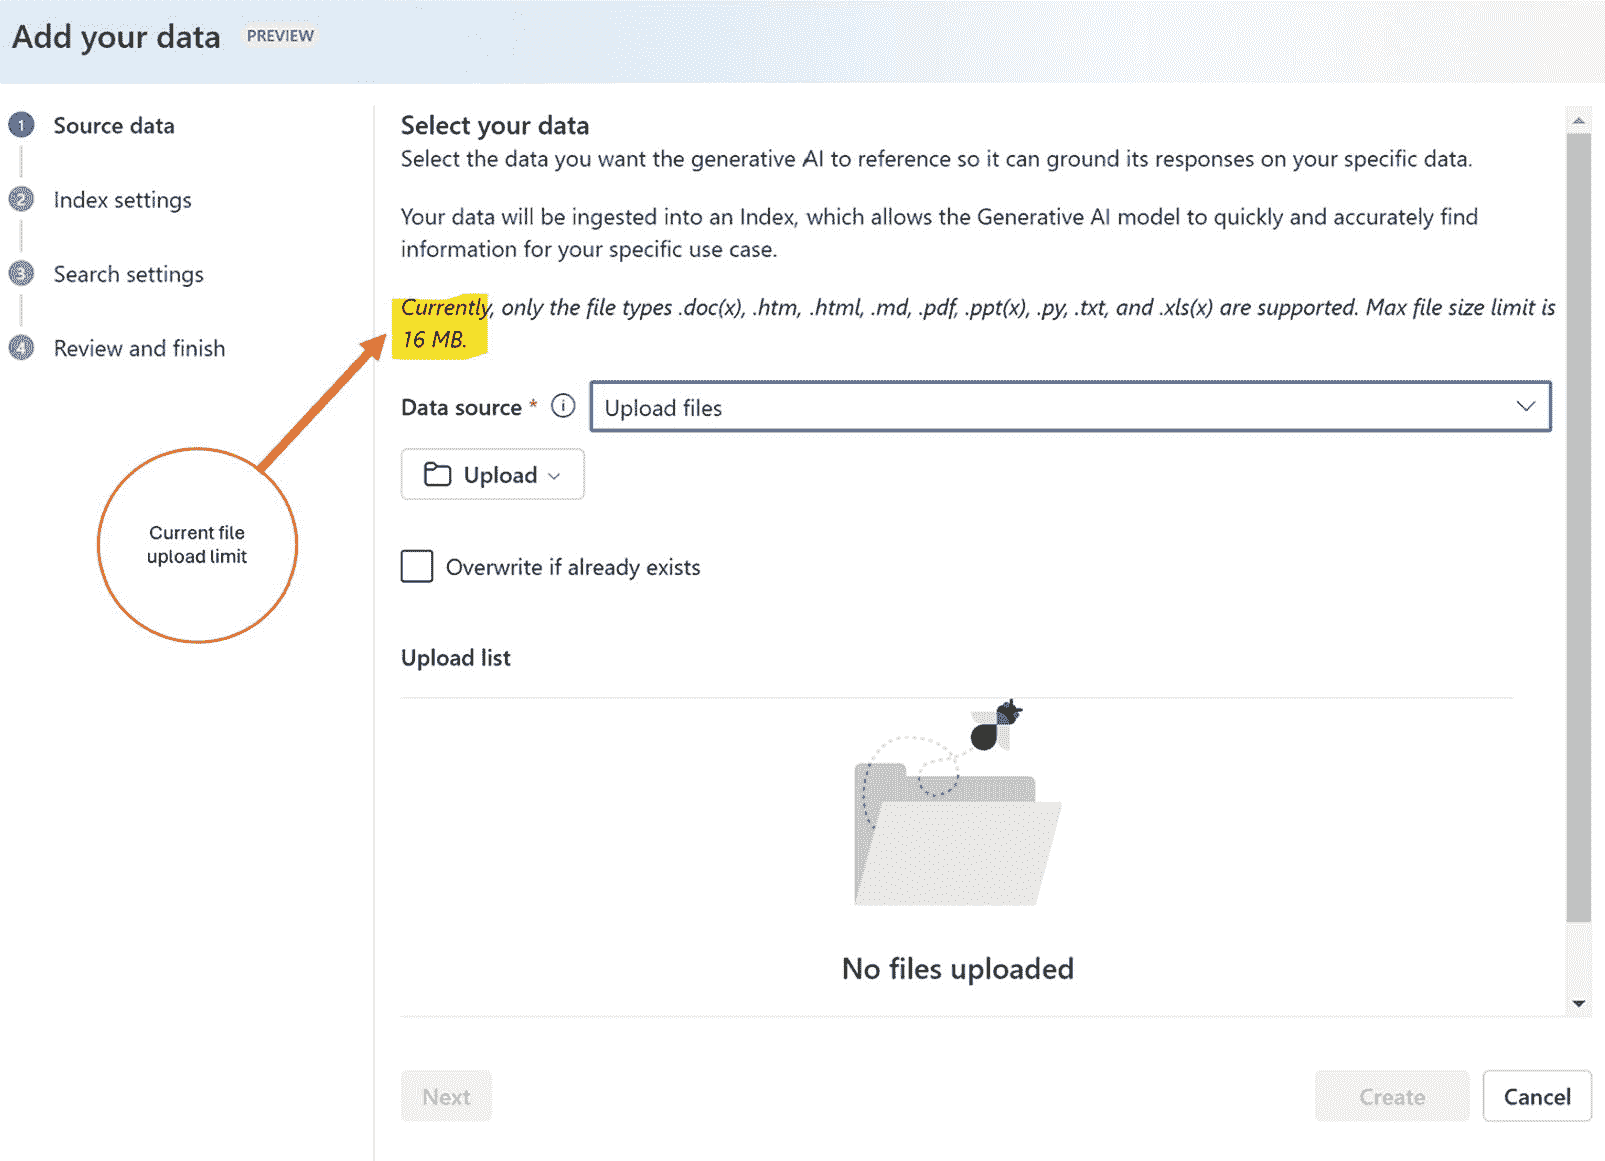 Add your data PREVIEW
1 Source data
2 Index settings
3 Search settings
4 Review and finish
Current file
upload limit
Select your data
Select the data you want the generative AI to reference so it can ground its responses on your specific data.
Your data will be ingested into an Index, which allows the Generative AI model to quickly and accurately find
information for your specific use case.
Currently, only the file types .doc(x), .htm, .html, .md, .pdf, .ppt(x), .py, .txt, and .xls(x) are supported. Max file size limit is
16 MB.
Data source * Upload files
Upload
Overwrite if already exists
Upload list
No files uploaded
Next Create Cancel